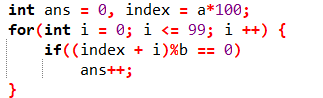 int ans = 0, index = a*100;
for(int i = 0; i <= 99; i ++) {
    if((index + i)%b == 0)
        ans++;
}